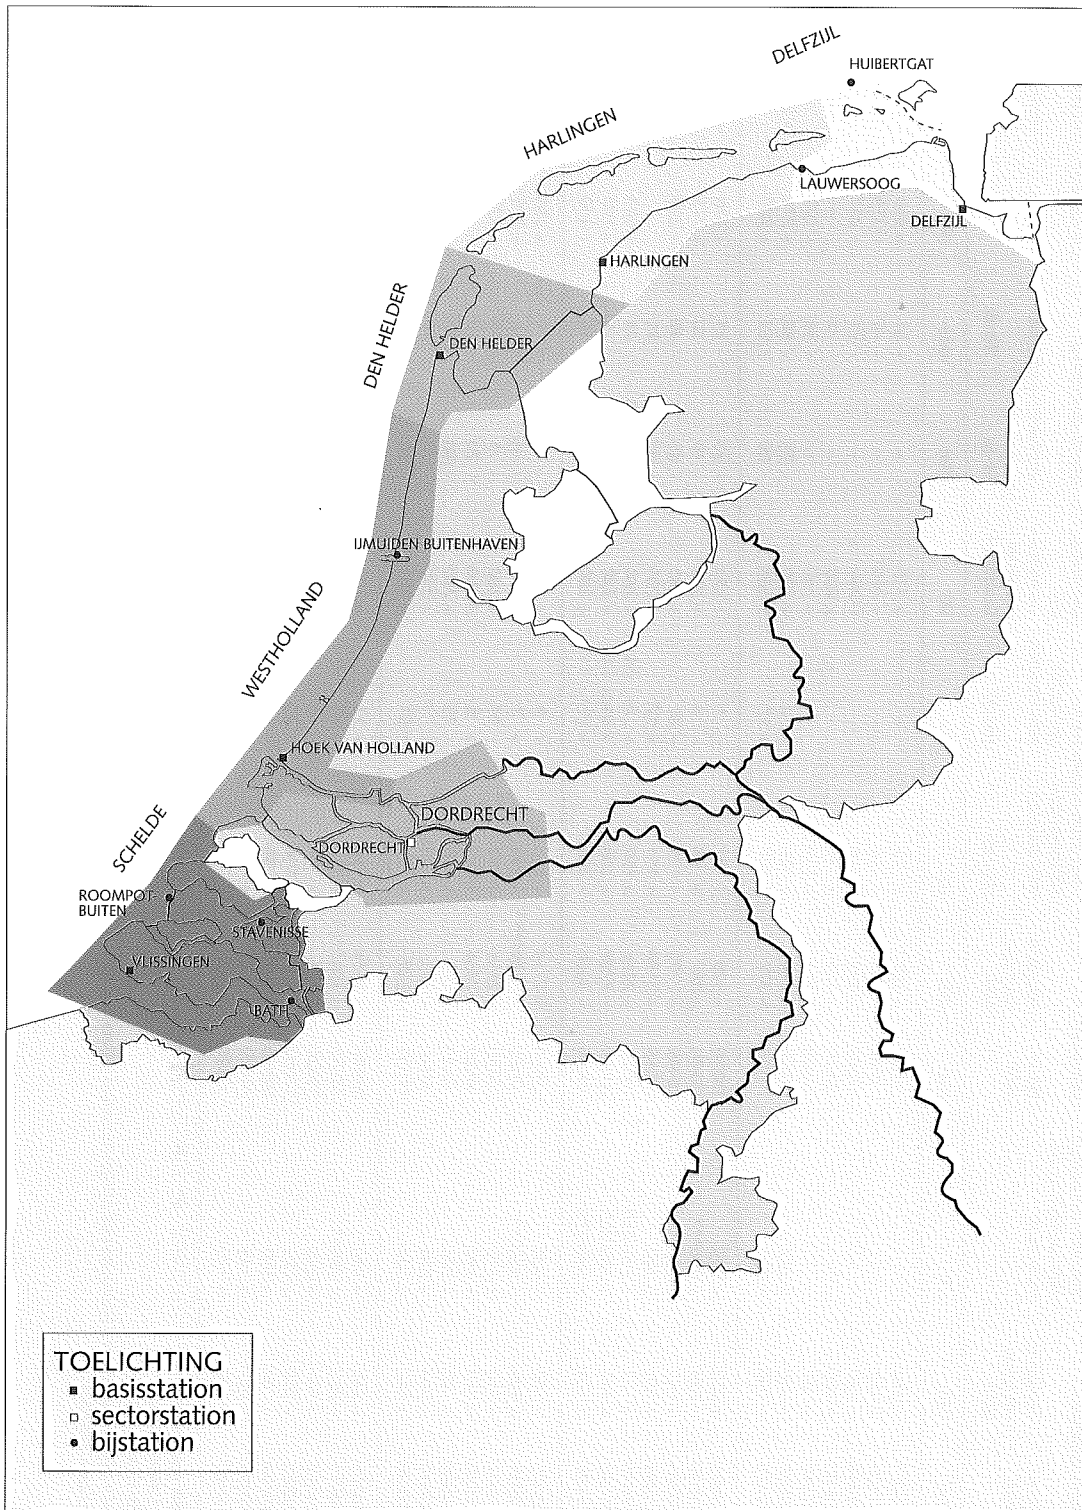 DELFZIJL
HUIBERTGAT
HARLINGEN
LAUWERSOOG
DELFZIJL
HARLINGEN
DEN HELDER
DEN HELDER
IJMUIDEN BUITENHAVEN
WESTHOLLAND
HOEK VAN HOLLAND
DORDRECHT
SCHELDE
DORDRECHT
ROOMPOT-
BUITEN
STAVENISSE
VLISSINGEN
BATH
TOELICHTING
basisstation
sectorstation
bijstation